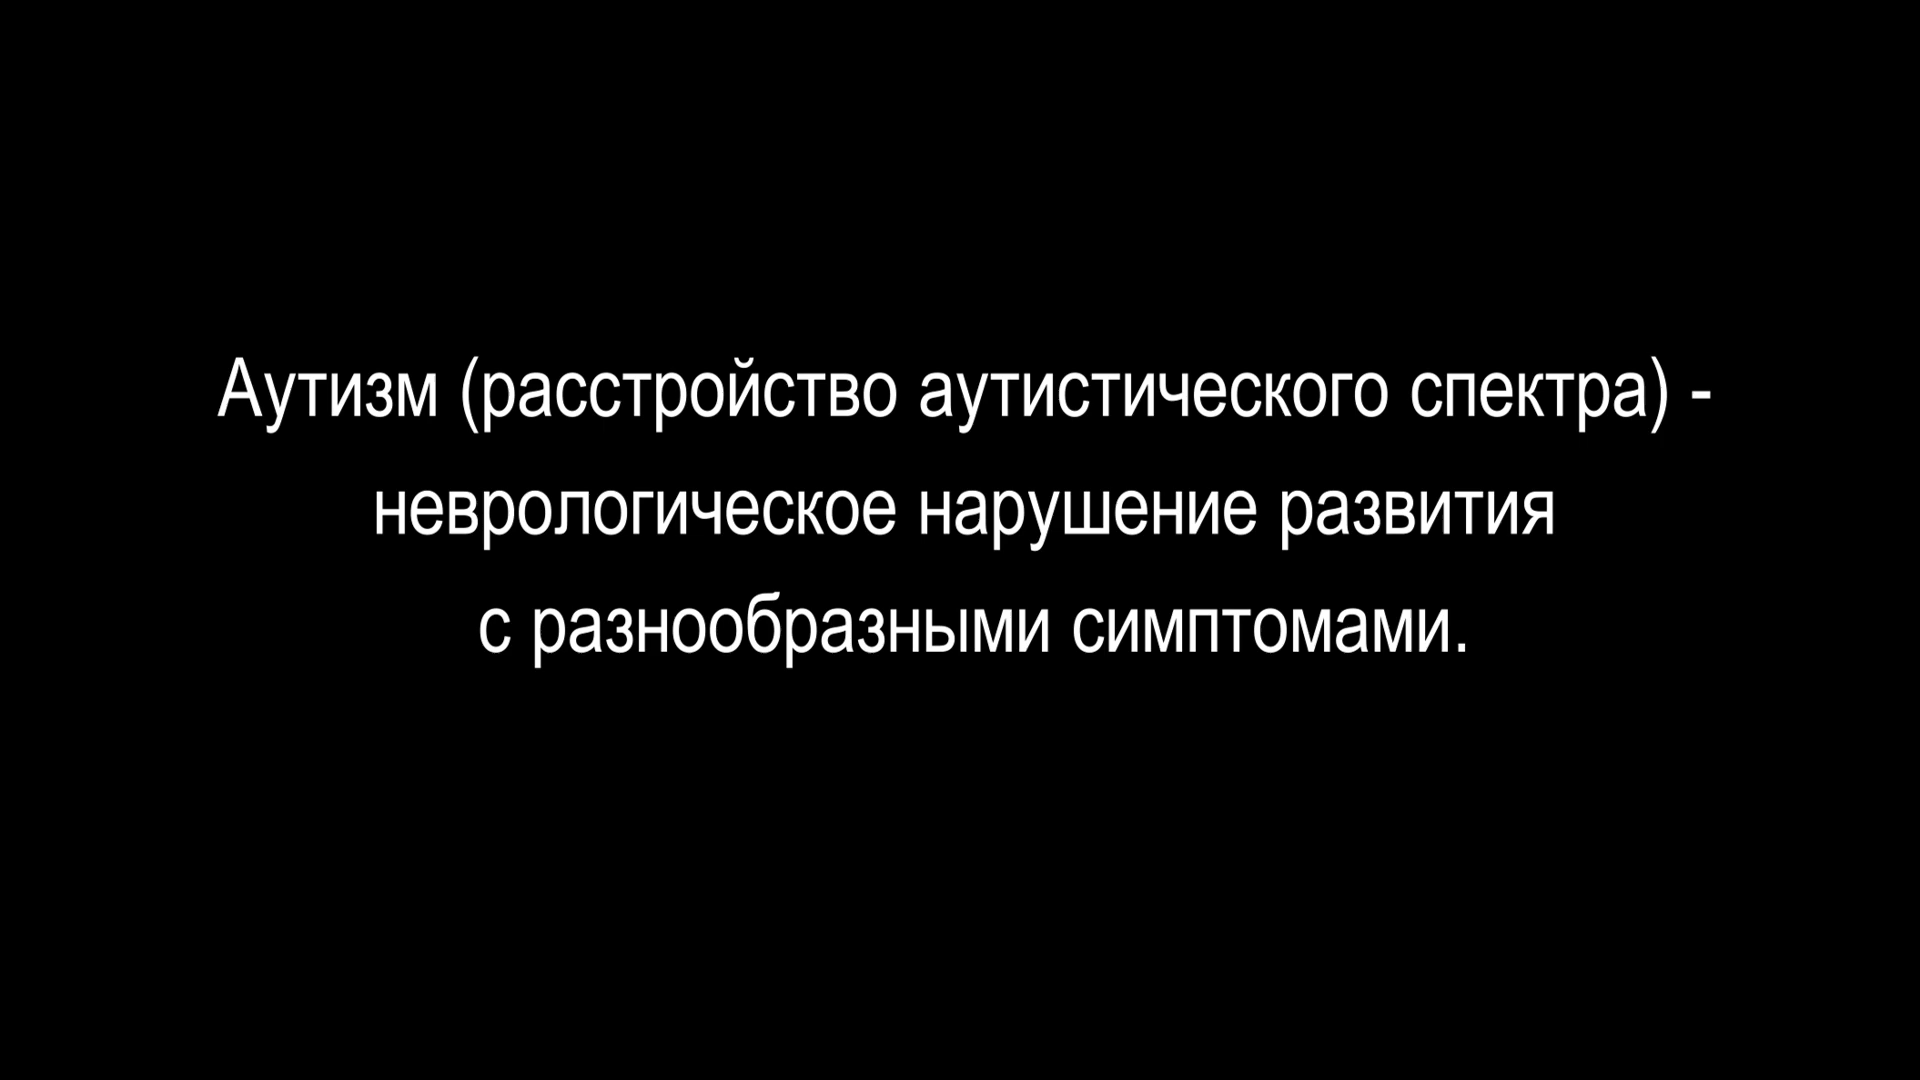 Аутизм (расстройство аутистического спектра) -
неврологическое нарушение развития
с разнообразными симптомами.